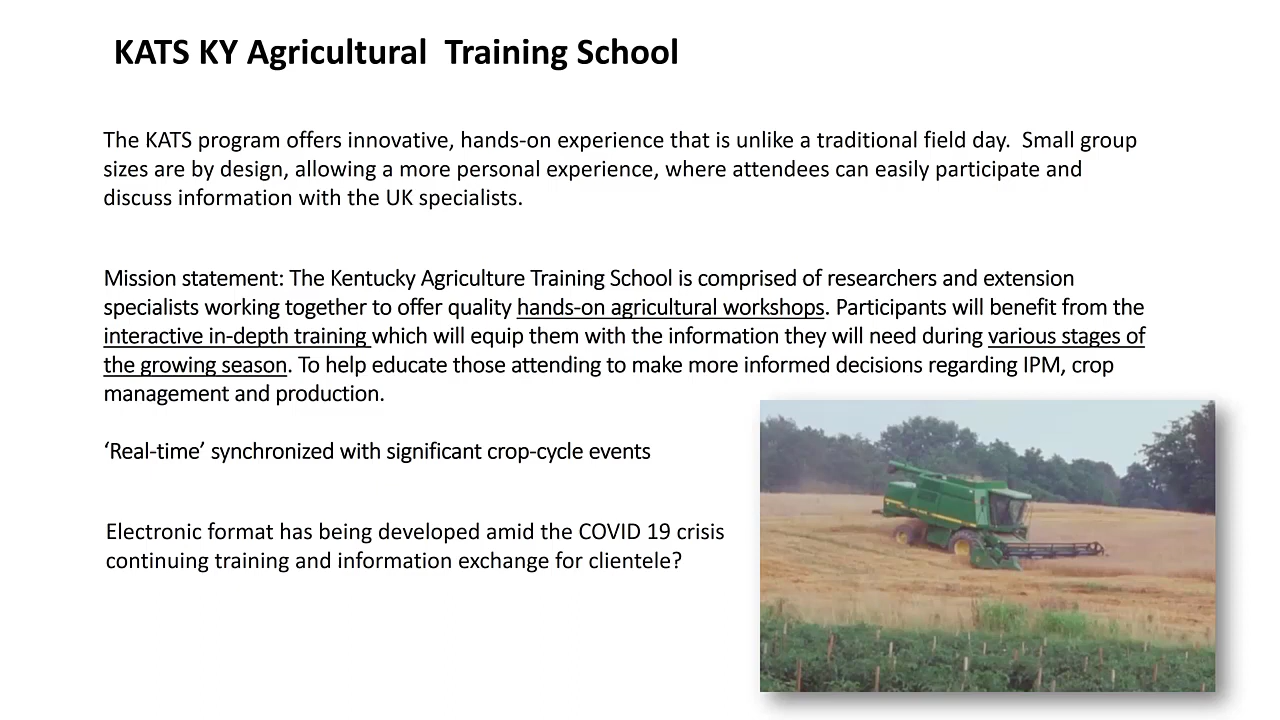 KATS KY Agricultural  Training School
The KATS program offers innovative, hands-on experience that is unlike a traditional field day.  Small group
sizes are by design, allowing a more personal experience, where attendees can easily participate and
discuss information with the UK specialists.
Mission statement: The Kentucky Agriculture Training School is comprised of researchers and extension
specialists working together to offer quality hands-on agricultural workshops. Participants will benefit from the
interactive in-depth training which will equip them with the information they will need during various stages of
the growing season. To help educate those attending to make more informed decisions regarding IPM, crop
management and production.
‘Real-time’ synchronized with significant crop-cycle events
Electronic format has being developed amid the COVID 19 crisis
continuing training and information exchange for clientele?